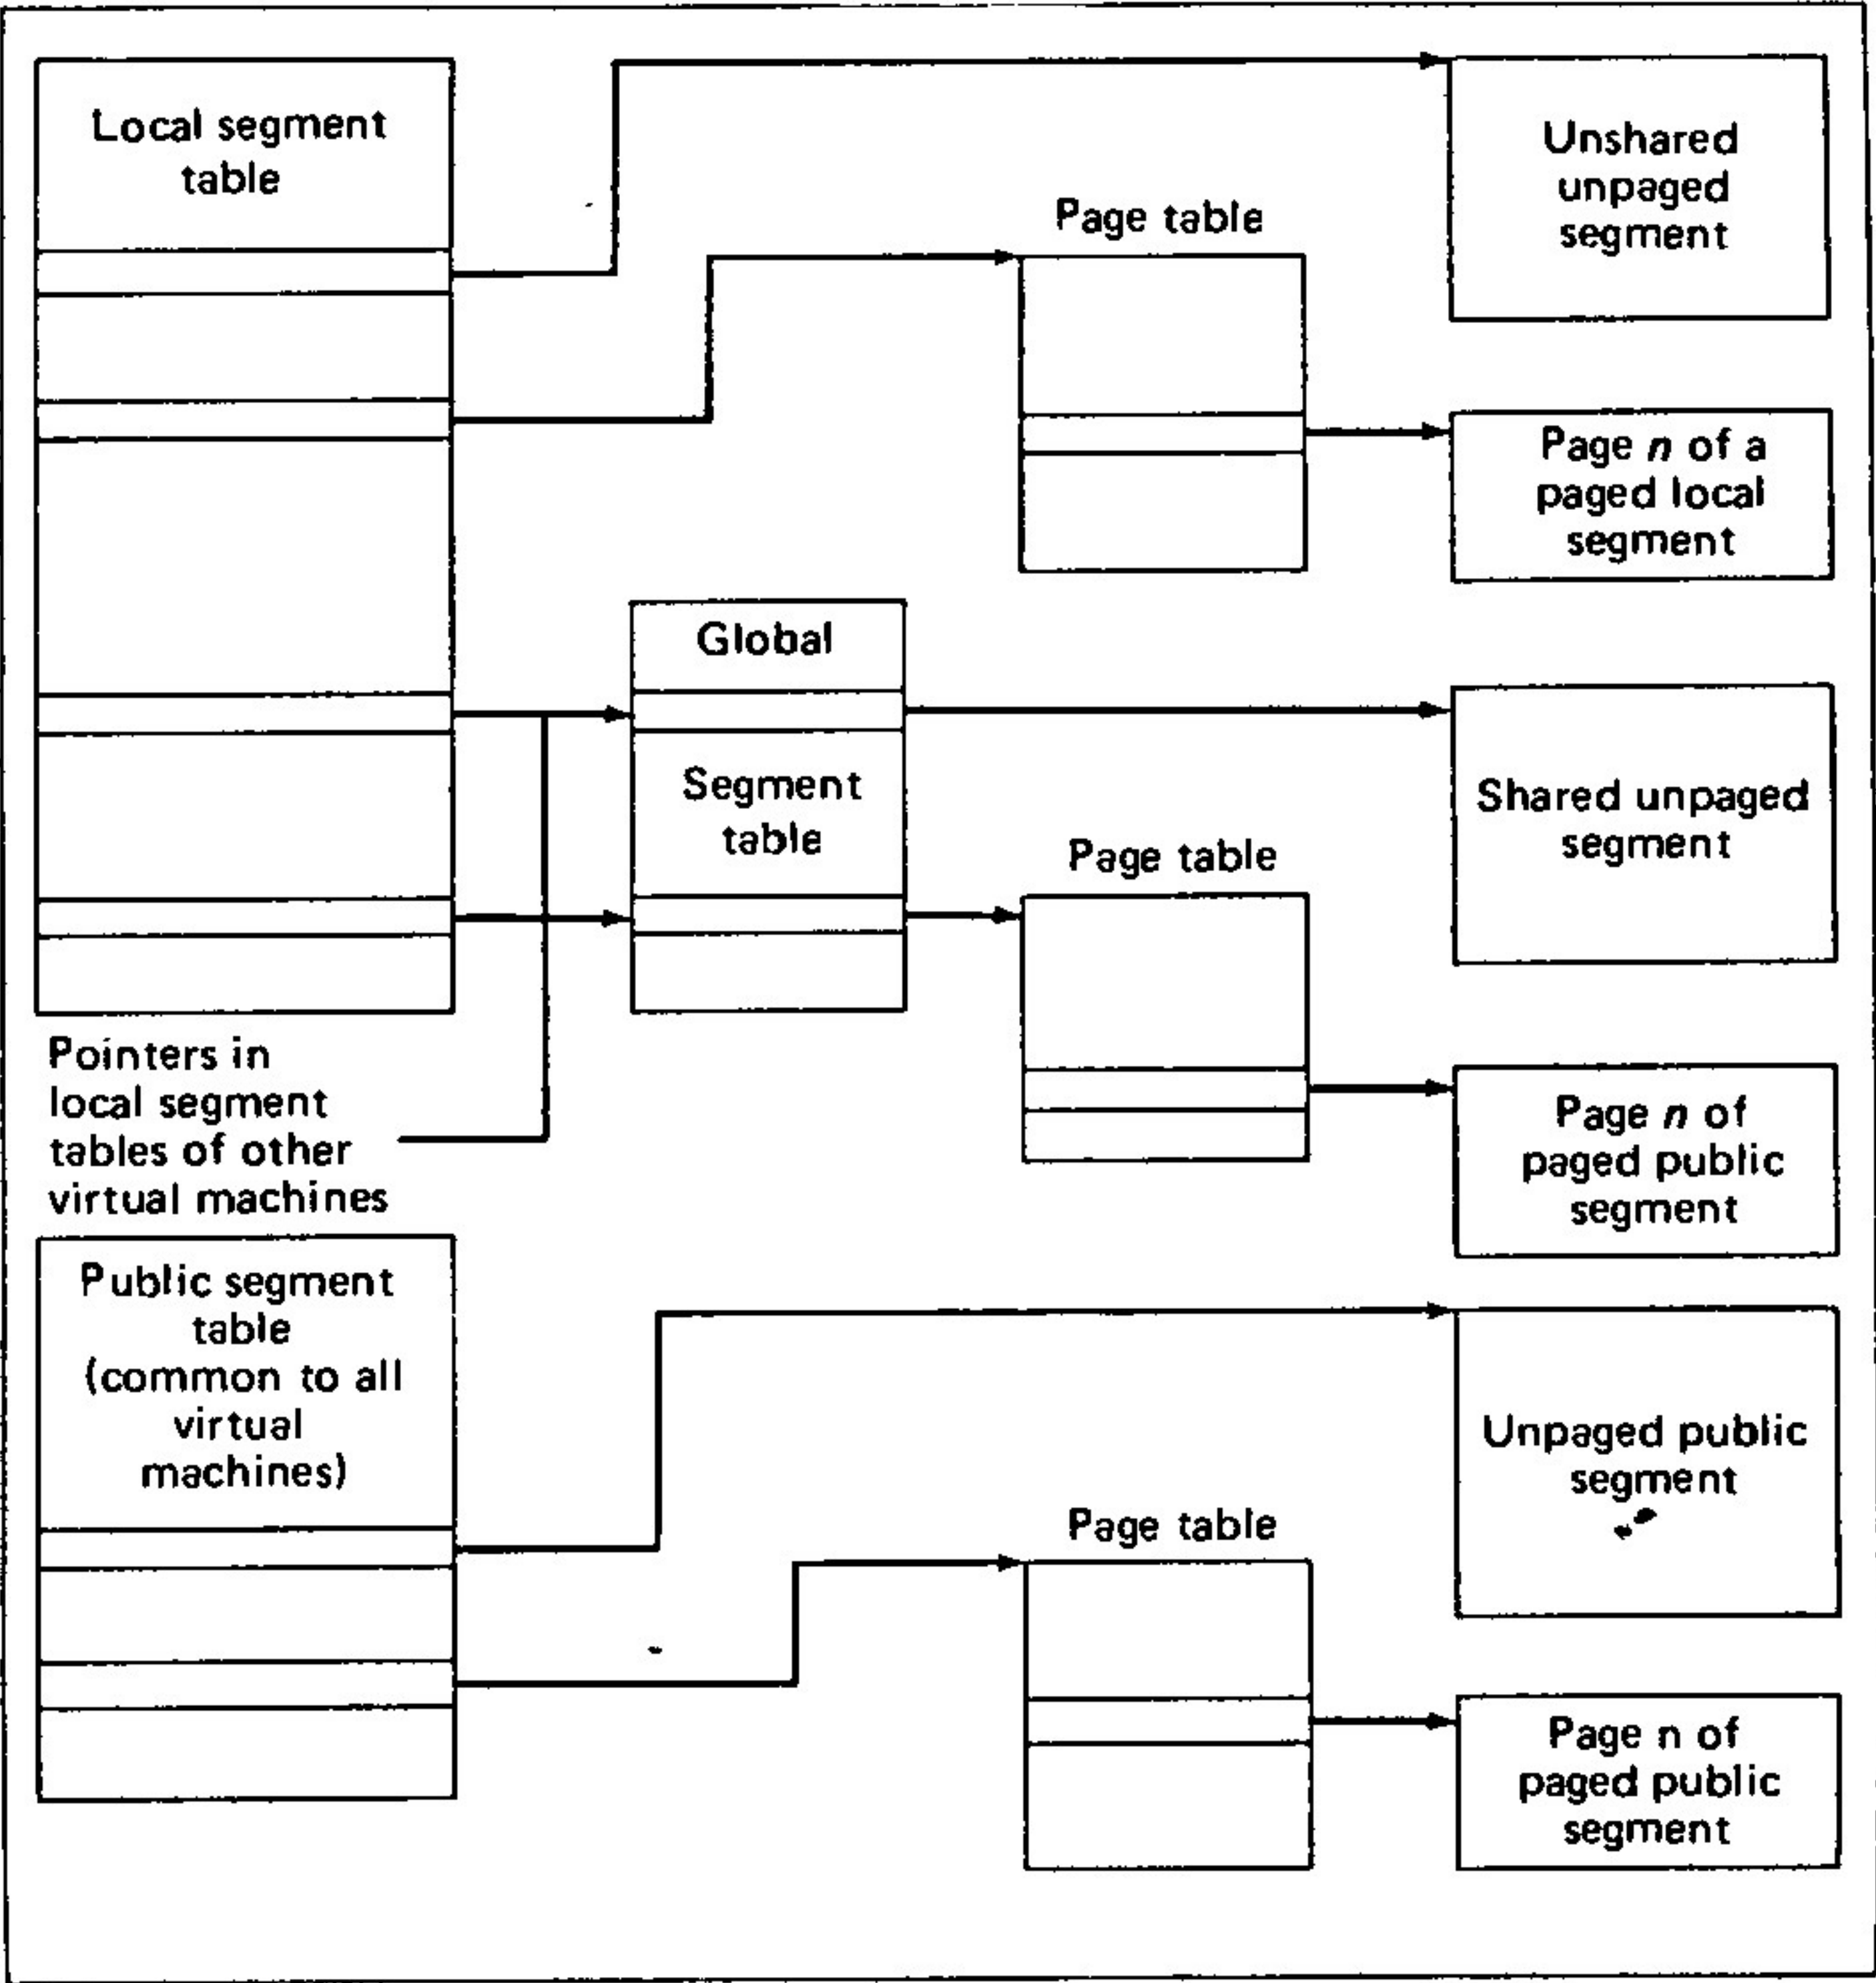 Local segment
table
Unshared
unpaged
segment
Page table
Page n of a
paged local
segment
Global
Segment
table
Shared unpaged
segment
Page table
Pointers in
local segment
tables of other
virtual machines
Page n of
paged public
segment
Public segment
table
(common to all
virtual
machines)
Unpaged public
segment
Page table
Page n of
paged public
segment